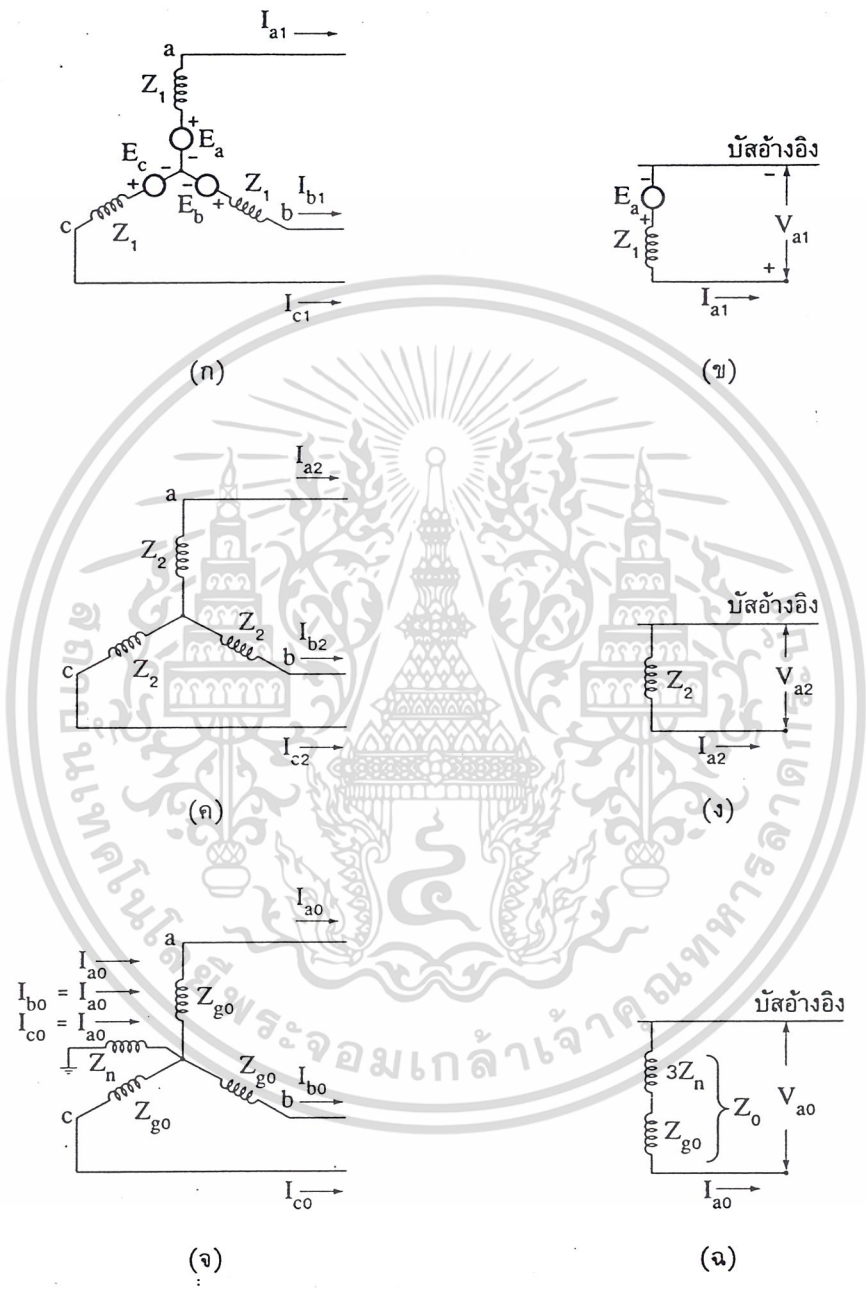 I_a1
a
Z_1
+
E_a
−
E_c
−
+
−
E_b
+
Z_1
I_b1
b
c
Z_1
I_c1
(ก)
บัสอ้างอิง
−
−
E_a
+
Z_1
V_a1
+
I_a1
(ข)
I_a2
a
Z_2
Z_2
I_b2
b
c
Z_2
I_c2
(ค)
บัสอ้างอิง
Z_2
V_a2
I_a2
(ง)
I_a0
a
I_a0
I_b0 = I_a0
I_c0 = I_a0
Z_g0
Z_n
Z_g0
I_b0
b
c
Z_g0
I_c0
(จ)
บัสอ้างอิง
3Z_n
Z_0
Z_g0
V_a0
I_a0
(ฉ)
สถาบันเทคโนโลยีพระจอมเกล้าเจ้าคุณทหารลาดกระบัง